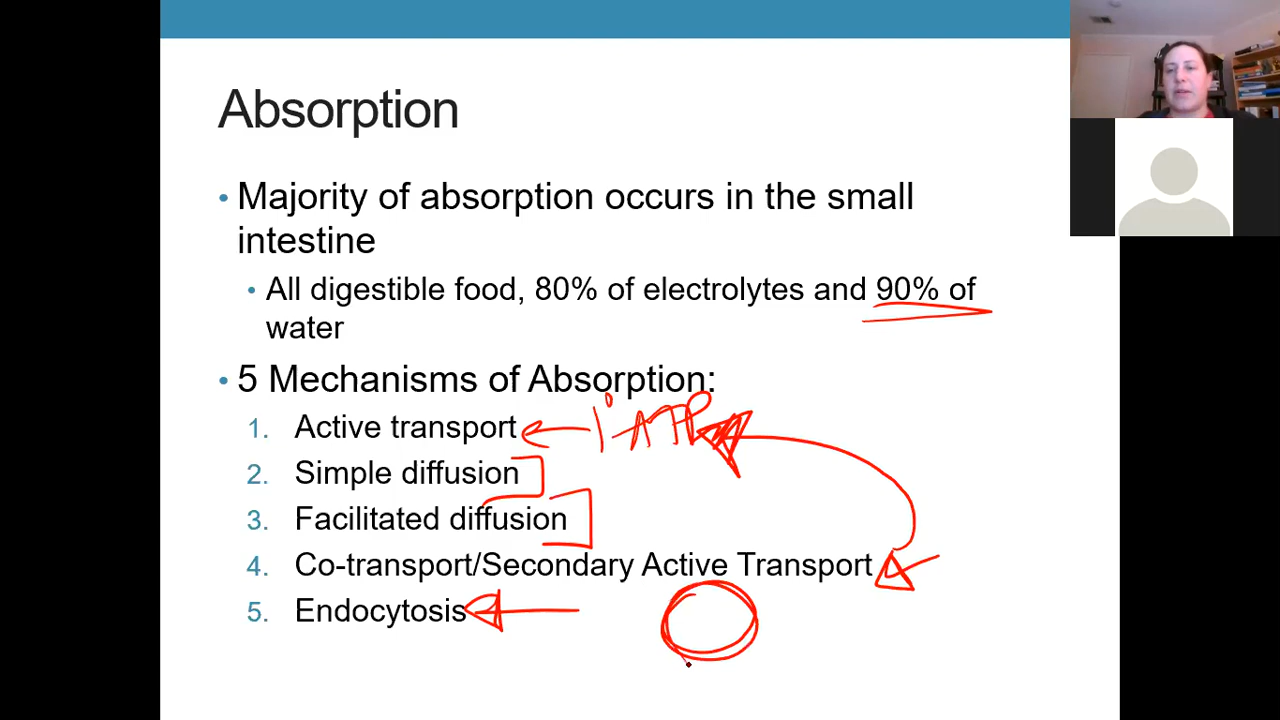 Absorption
• Majority of absorption occurs in the small
intestine
• All digestible food, 80% of electrolytes and 90% of
water
• 5 Mechanisms of Absorption:
1. Active transport 1° ATP
2. Simple diffusion
3. Facilitated diffusion
4. Co-transport/Secondary Active Transport
5. Endocytosis